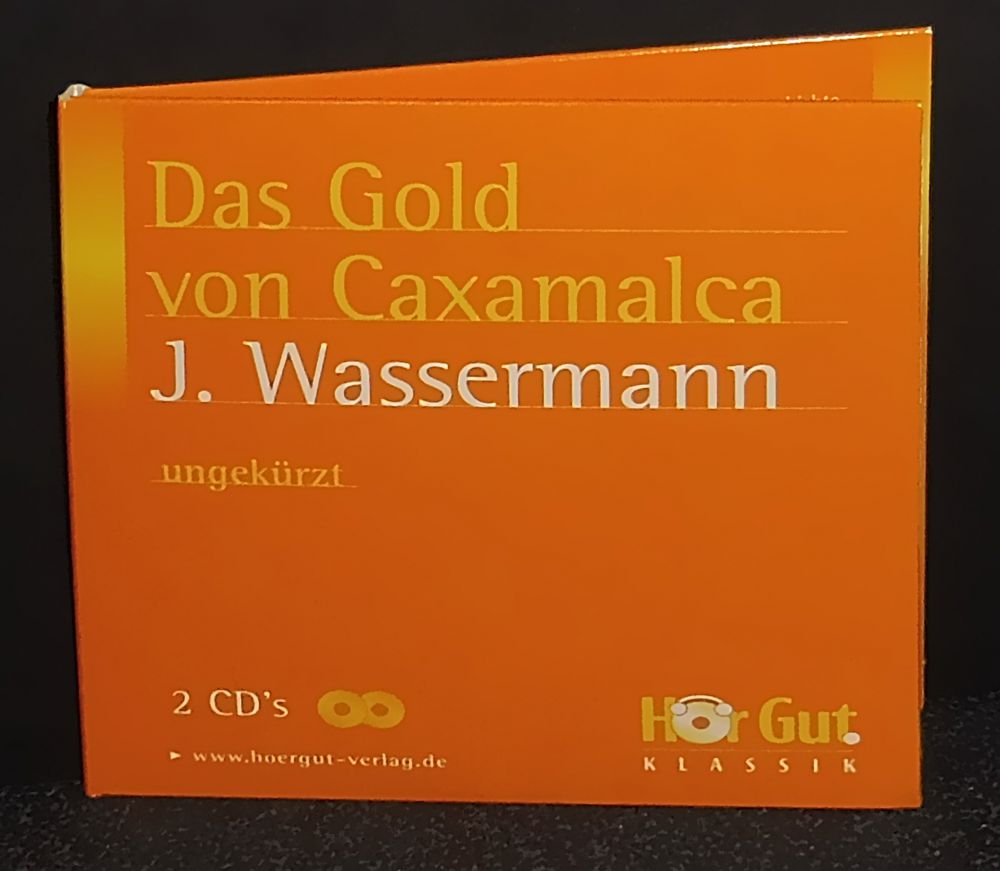 Das Gold
von Caxamalca
J. Wassermann
ungekürzt
2 CD's
► www.hoergut-verlag.de
Hör Gut.
KLASSIK